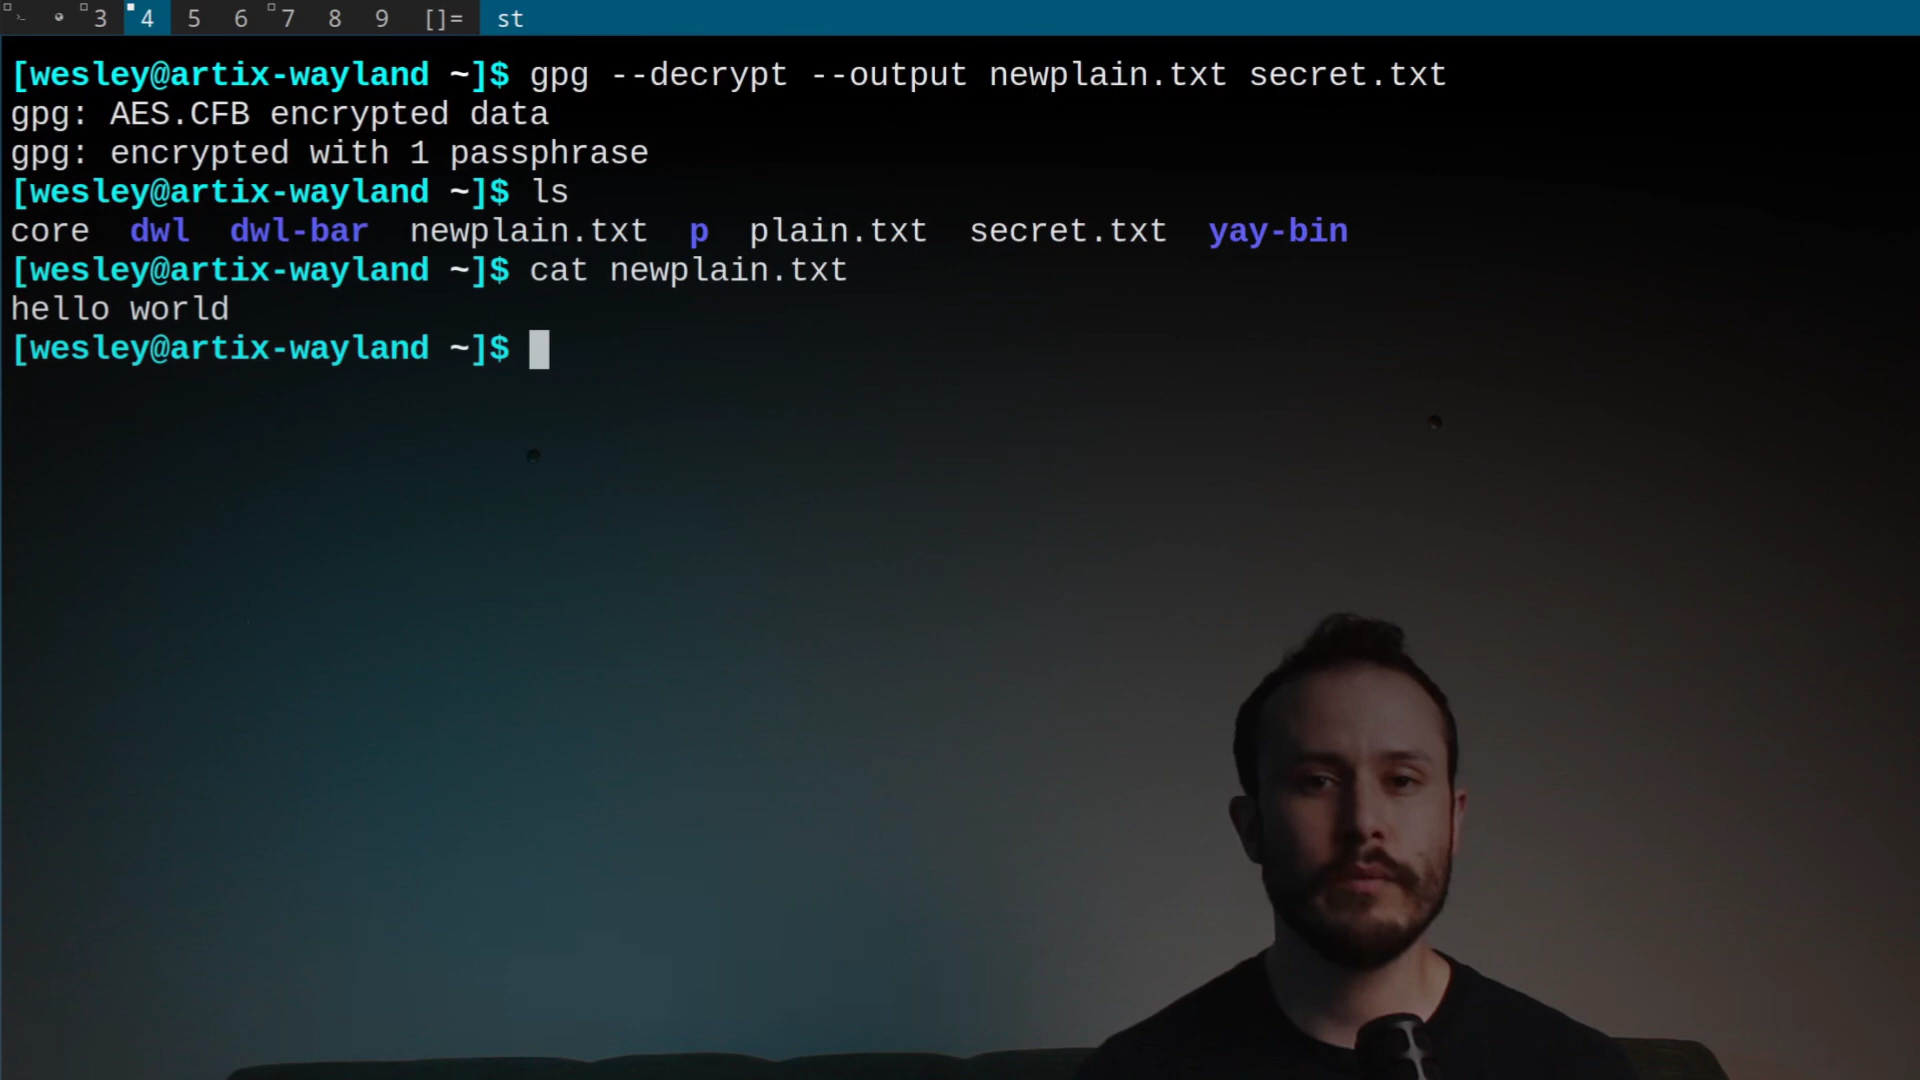 3 4 5 6 7 8 9 []= st
[wesley@artix-wayland ~]$ gpg --decrypt --output newplain.txt secret.txt
gpg: AES.CFB encrypted data
gpg: encrypted with 1 passphrase
[wesley@artix-wayland ~]$ ls
core dwl dwl-bar newplain.txt p plain.txt secret.txt yay-bin
[wesley@artix-wayland ~]$ cat newplain.txt
hello world
[wesley@artix-wayland ~]$